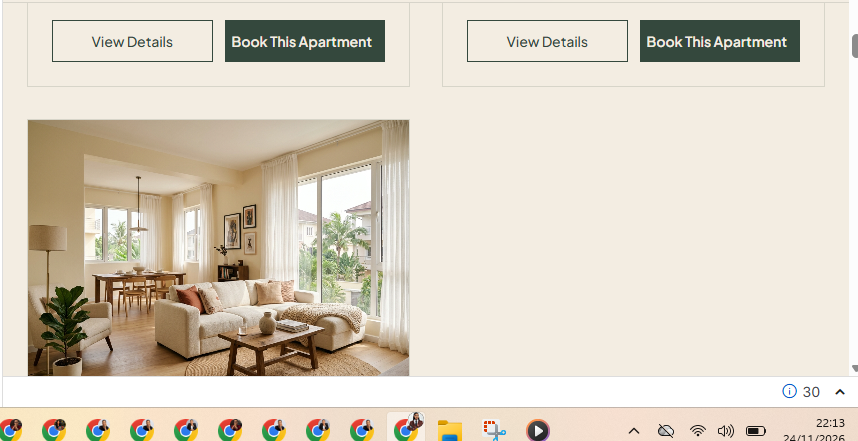 View Details
Book This Apartment
View Details
Book This Apartment
30
22:13
24/11/2026